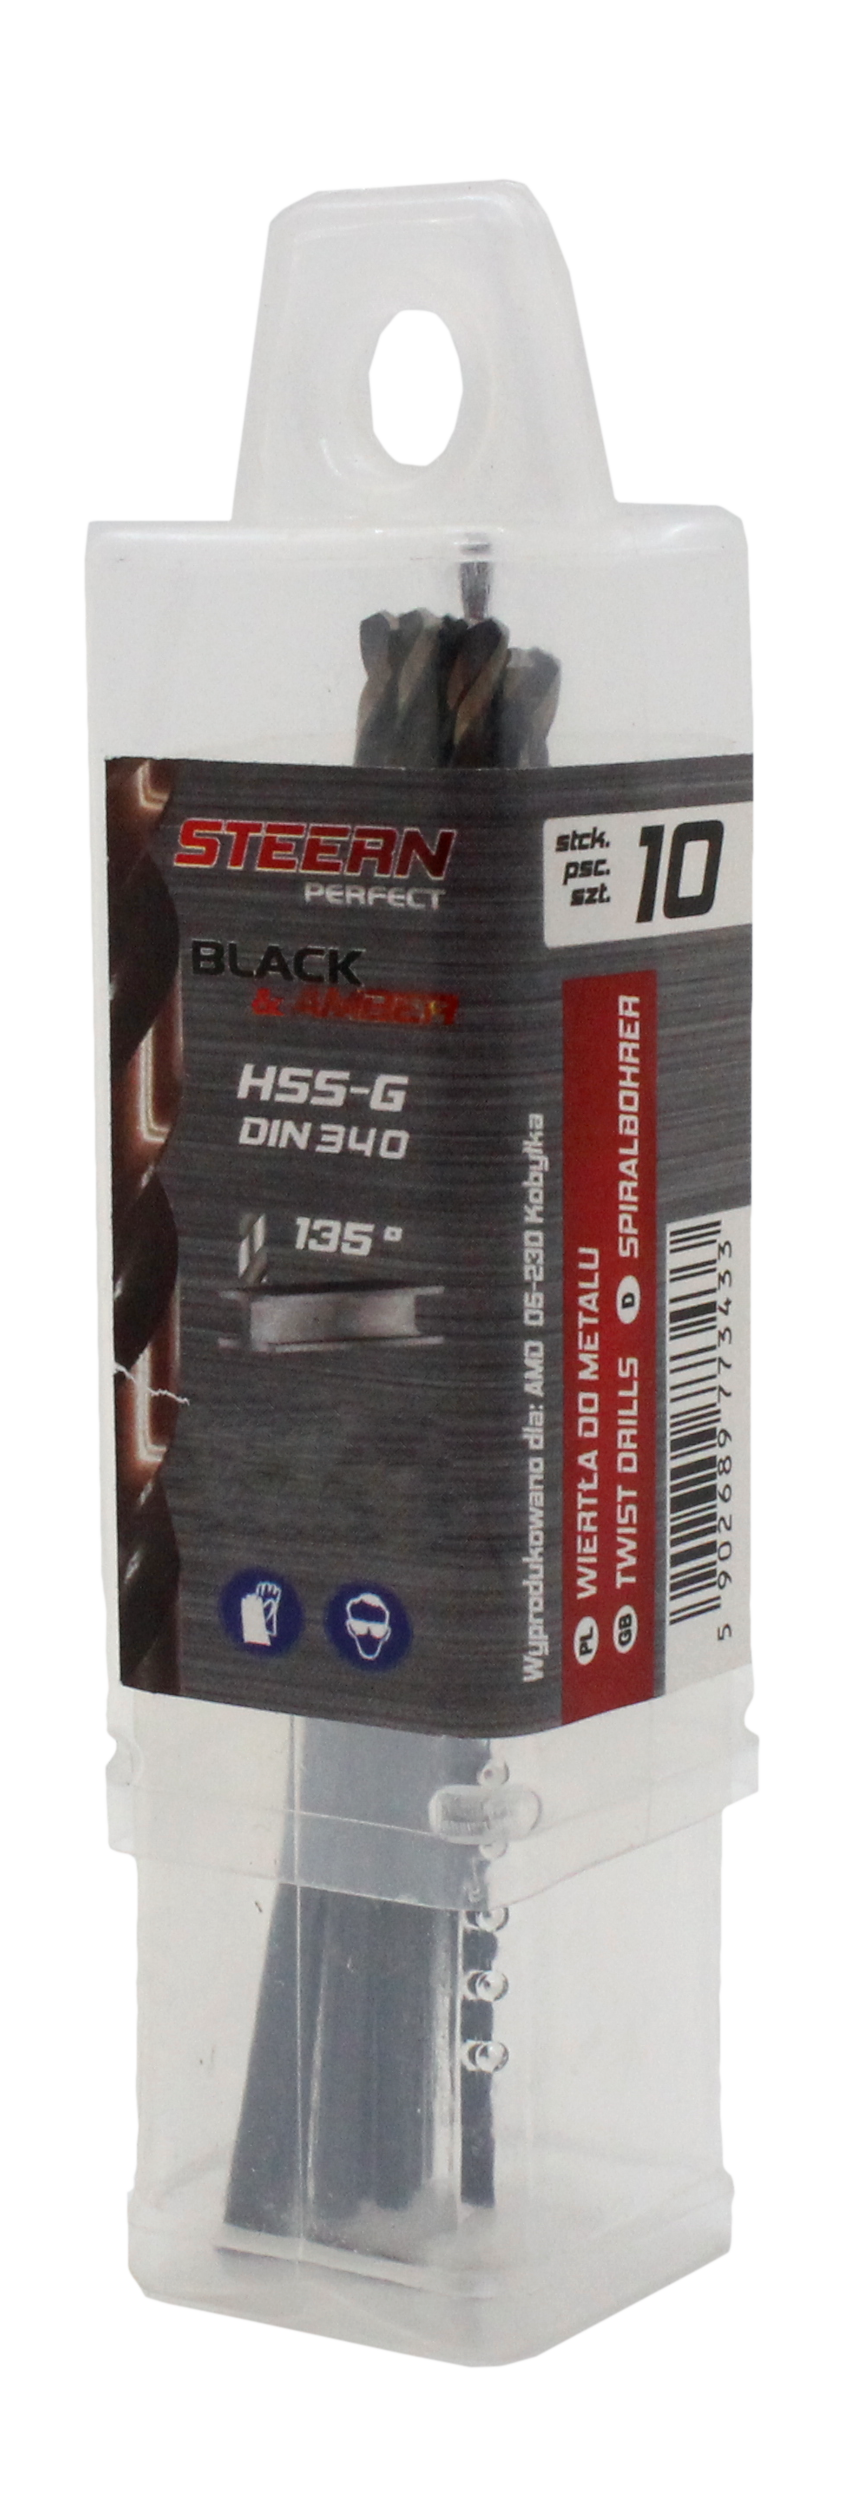 STEERN
PERFECT
BLACK
& AMBER
HSS-G
DIN 340
135°
stck.
psc.
szt.
10
Wyprodukowano dla: AMD 05-230 Kobyłka
PL WIERTŁA DO METALU
GB TWIST DRILLS D SPIRALBOHRER
5 902689 773433